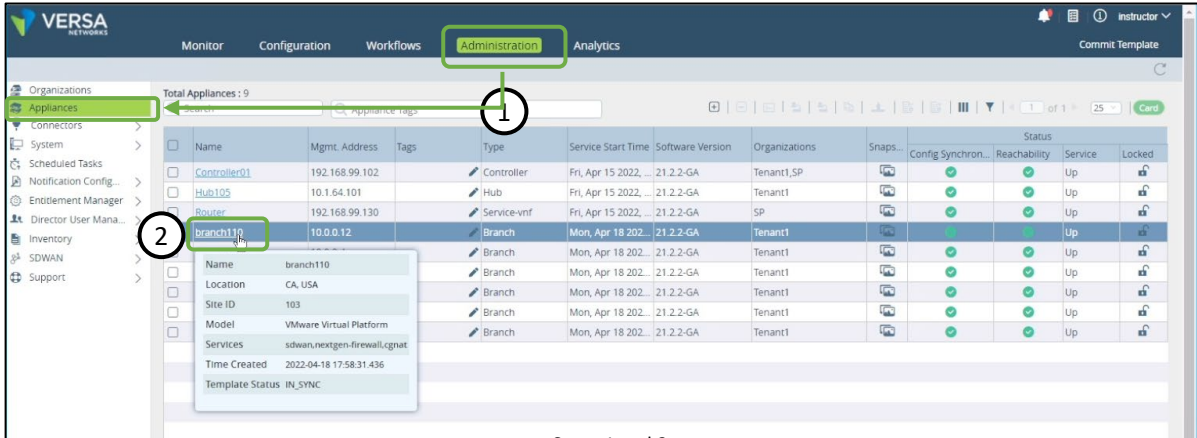 VERSA
NETWORKS
instructor
Monitor Configuration Workflows Administration Analytics Commit Template
Organizations
Appliances
Connectors
System
Scheduled Tasks
Notification Config...
Entitlement Manager
Director User Mana...
Inventory
SDWAN
Support
Total Appliances : 9
Search Appliance Tags 1 of 1 25 Card
1
Name Mgmt. Address Tags Type Service Start Time Software Version Organizations Snaps... Status
Config Synchron... Reachability Service Locked
Controller01 192.168.99.102 Controller Fri, Apr 15 2022, ... 21.2.2-GA Tenant1,SP Up
Hub105 10.1.64.101 Hub Fri, Apr 15 2022, ... 21.2.2-GA Tenant1 Up
Router 192.168.99.130 Service-vnf Fri, Apr 15 2022, ... 21.2.2-GA SP Up
2
branch110 10.0.0.12 Branch Mon, Apr 18 202... 21.2.2-GA Tenant1 Up
Branch Mon, Apr 18 202... 21.2.2-GA Tenant1 Up
Branch Mon, Apr 18 202... 21.2.2-GA Tenant1 Up
Branch Mon, Apr 18 202... 21.2.2-GA Tenant1 Up
Branch Mon, Apr 18 202... 21.2.2-GA Tenant1 Up
Branch Mon, Apr 18 202... 21.2.2-GA Tenant1 Up
Name branch110
Location CA, USA
Site ID 103
Model VMware Virtual Platform
Services sdwan,nextgen-firewall,cgnat
Time Created 2022-04-18 17:58:31.436
Template Status IN_SYNC